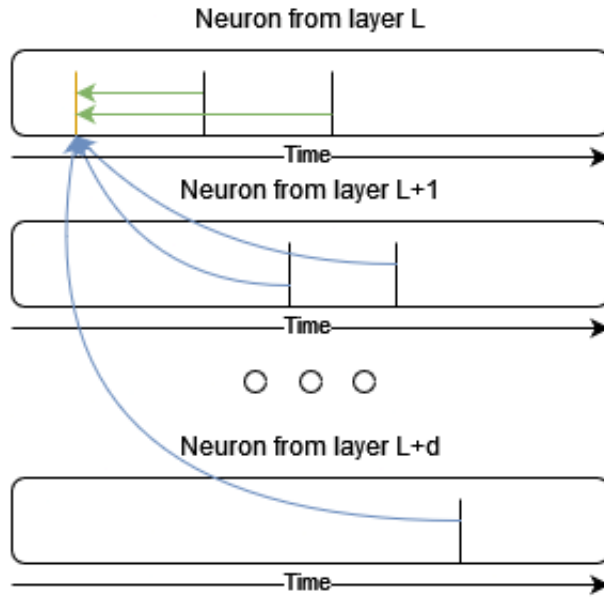 Neuron from layer L
Time
Neuron from layer L+1
Time
Neuron from layer L+d
Time